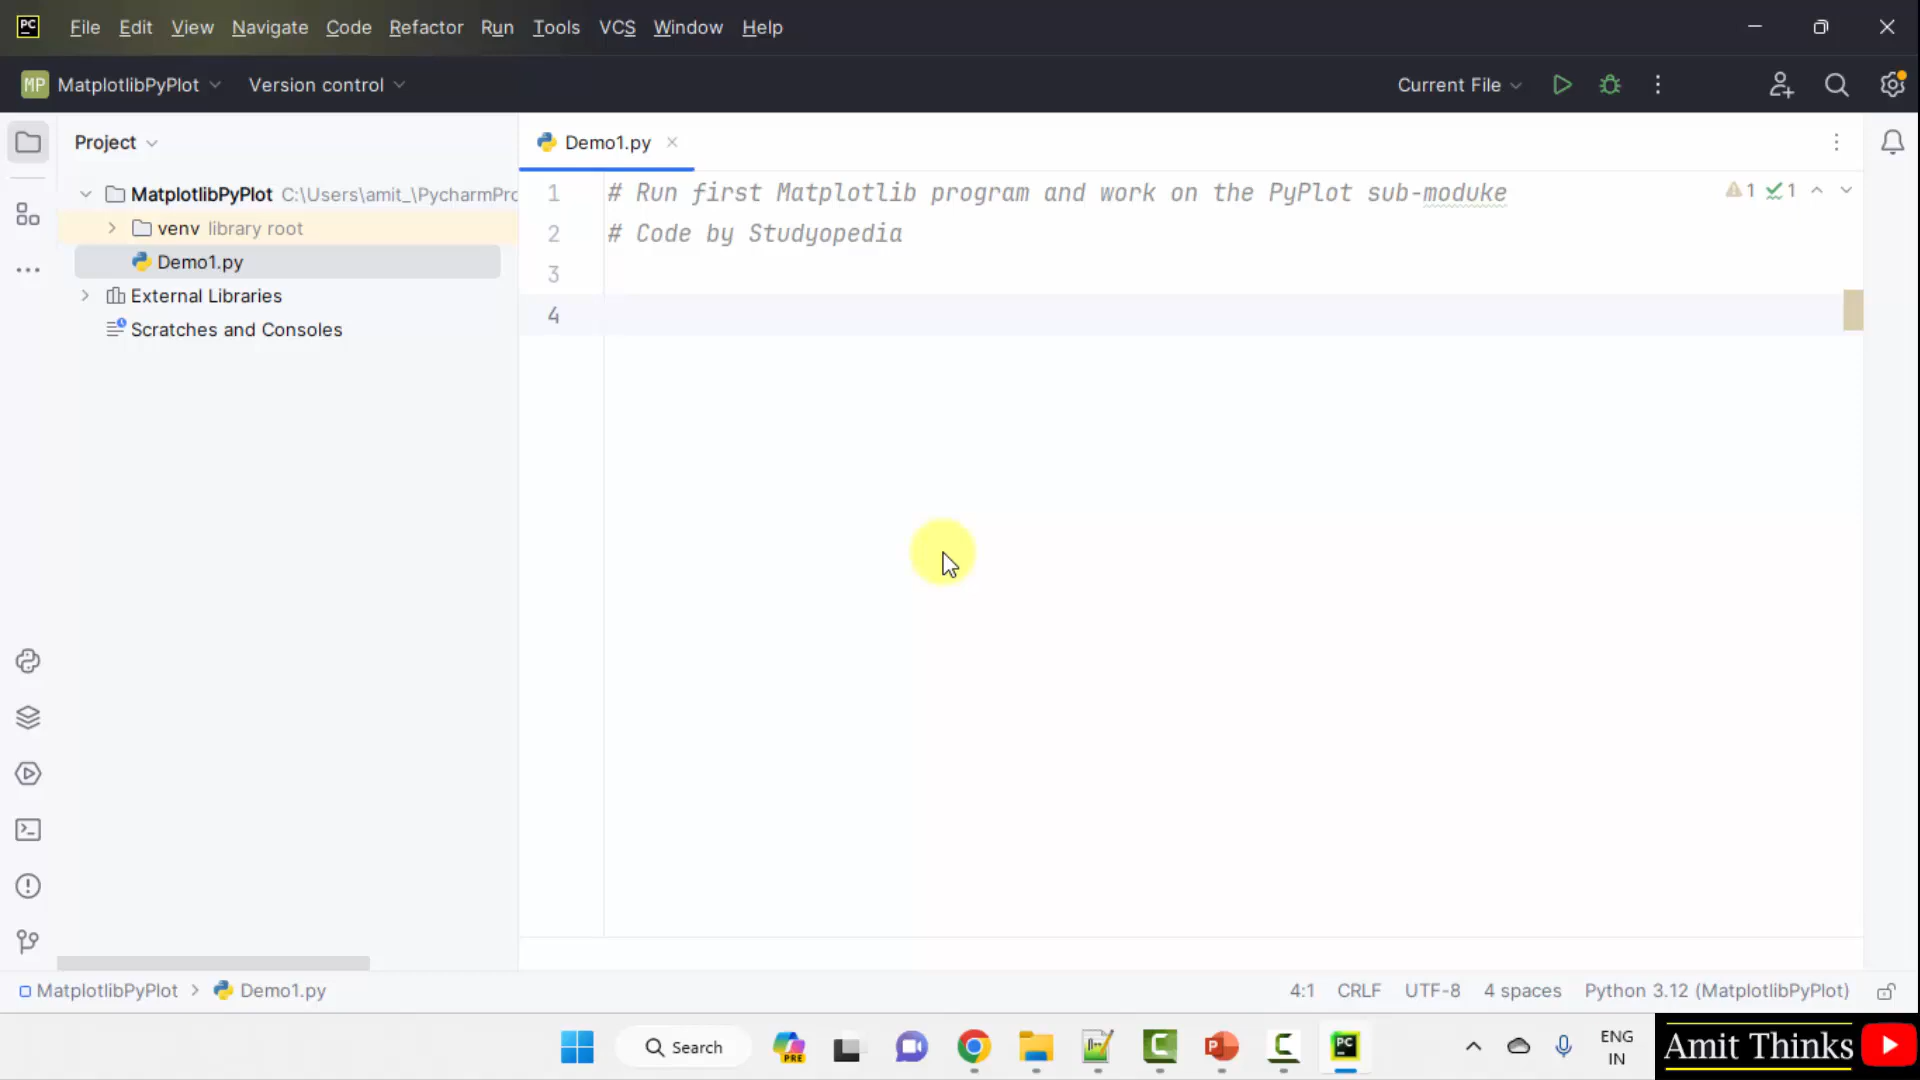 PC File Edit View Navigate Code Refactor Run Tools VCS Window Help
MP MatplotlibPyPlot Version control Current File
Project Demo1.py
MatplotlibPyPlot C:\Users\amit_\PycharmPro
venv library root
Demo1.py
External Libraries
Scratches and Consoles
1 # Run first Matplotlib program and work on the PyPlot sub-moduke
2 # Code by Studyopedia
3
4
1 1
MatplotlibPyPlot > Demo1.py 4:1 CRLF UTF-8 4 spaces Python 3.12 (MatplotlibPyPlot)
Search PRE PC ENG
IN
Amit Thinks